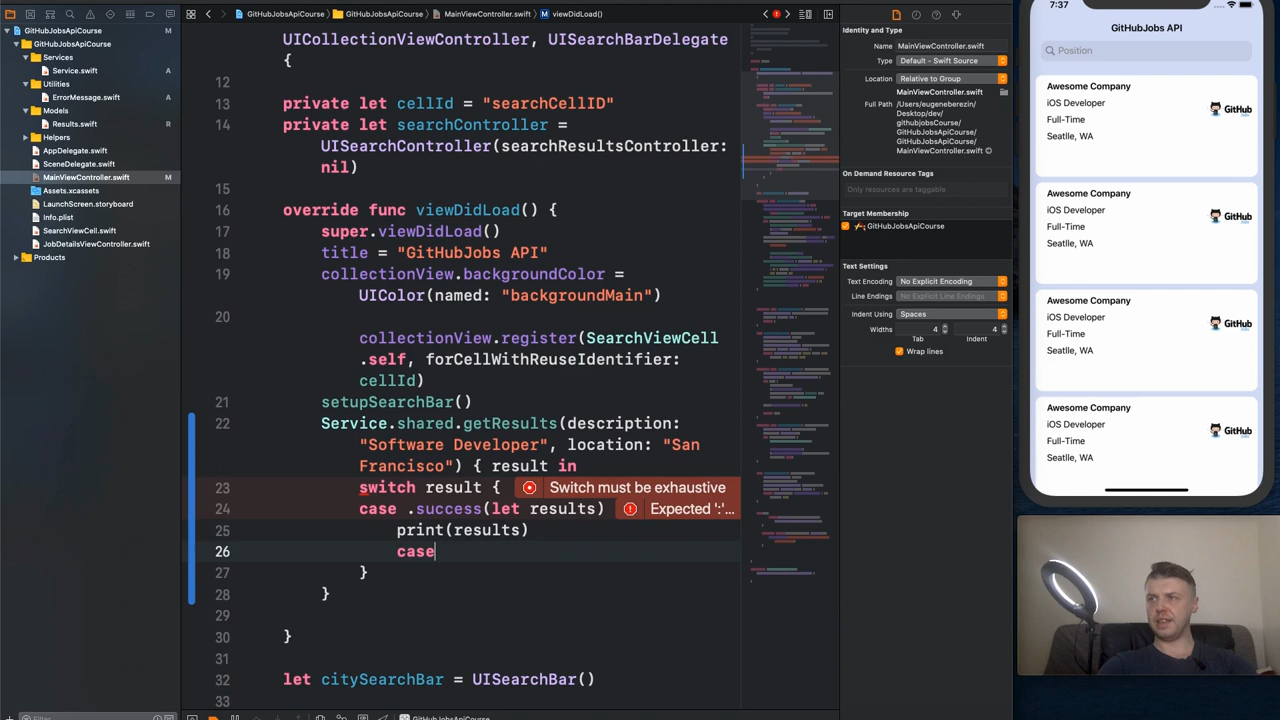 GitHubJobsApiCourse
GitHubJobsApiCourse
MainViewController.swift
viewDidLoad()
GitHubJobsApiCourse
GitHubJobsApiCourse
Services
Service.swift A
Utilities
ErrorMessage.swift A
Models
Results.swift A
Helpers
AppDelegate.swift
SceneDelegate.swift
MainViewController.swift M
Assets.xcassets
LaunchScreen.storyboard
Info.plist
SearchViewCell.swift
JobDetailsViewController.swift
Products
Filter
UICollectionViewController, UISearchBarDelegate
{
12
13 private let cellId = "searchCellID"
14 private let searchController =
UISearchController(searchResultsController:
nil)
15
16 override func viewDidLoad() {
17 super.viewDidLoad()
18 title = "GitHubJobs API"
19 collectionView.backgroundColor =
UIColor(named: "backgroundMain")
20
collectionView.register(SearchViewCell
.self, forCellWithReuseIdentifier:
cellId)
21 setupSearchBar()
22 Service.shared.getResults(description:
"Software Developer", location: "San
Francisco") { result in
23 switch result { Switch must be exhaustive
24 case .success(let results) Expected ':'...
25 print(results)
26 case
27 }
28 }
29
30 }
31
32 let citySearchBar = UISearchBar()
33
GitHubJobsApiCourse
Identity and Type
Name MainViewController.swift
Type Default - Swift Source
Location Relative to Group
MainViewController.swift
Full Path /Users/eugeneberezin/
Desktop/dev/
githubjobsCourse/
GitHubJobsApiCourse/
GitHubJobsApiCourse/
MainViewController.swift
On Demand Resource Tags
Only resources are taggable
Target Membership
GitHubJobsApiCourse
Text Settings
Text Encoding No Explicit Encoding
Line Endings No Explicit Line Endings
Indent Using Spaces
Widths 4 4
Tab Indent
Wrap lines
7:37
GitHubJobs API
Position
Awesome Company
iOS Developer
Full-Time
Seatlle, WA
GitHub
Awesome Company
iOS Developer
Full-Time
Seatlle, WA
GitHub
Awesome Company
iOS Developer
Full-Time
Seatlle, WA
GitHub
Awesome Company
iOS Developer
Full-Time
Seatlle, WA
GitHub